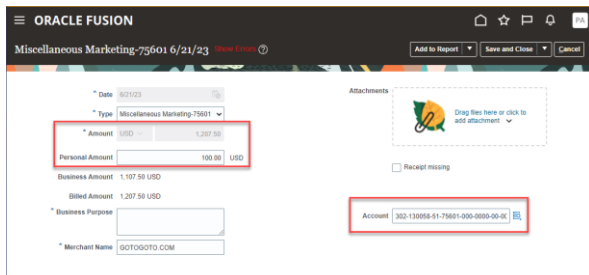 ORACLE FUSION
PA
Miscellaneous Marketing-75601 6/21/23 Show Errors
Add to Report
Save and Close
Cancel
* Date 6/21/23
* Type Miscellaneous Marketing-75601
* Amount USD 1,207.50
Personal Amount 100.00 USD
Business Amount 1,107.50 USD
Billed Amount 1,207.50 USD
* Business Purpose
* Merchant Name GOTOGOTO.COM
Attachments
Drag files here or click to
add attachment
Receipt missing
Account 302-130058-51-75601-000-0000-00-00